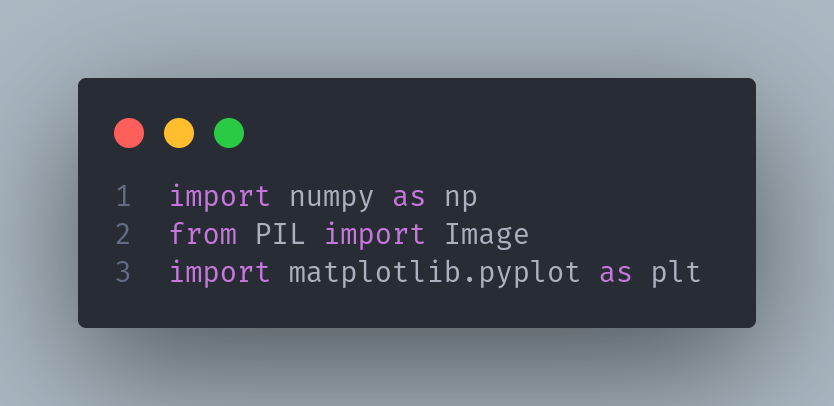 1 import numpy as np
2 from PIL import Image
3 import matplotlib.pyplot as plt